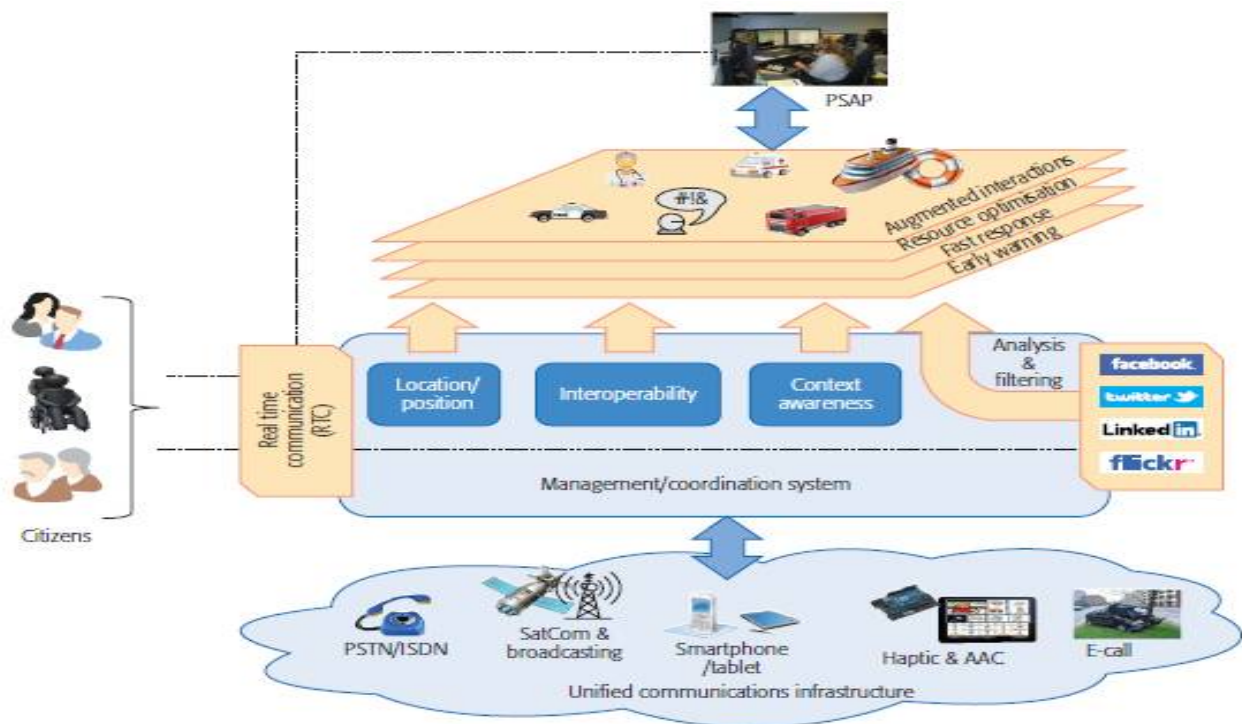 PSAP
#!&
Augmented interactions
Resource optimisation
Fast response
Early warning
Real time
communication
(RTC)
Location/
position
Interoperability
Context
awareness
Analysis
&
filtering
facebook
twitter
Linked in
flickr
Management/coordination system
Citizens
PSTN/ISDN
SatCom &
broadcasting
Smartphone
/tablet
Haptic & AAC
E-call
Unified communications infrastructure